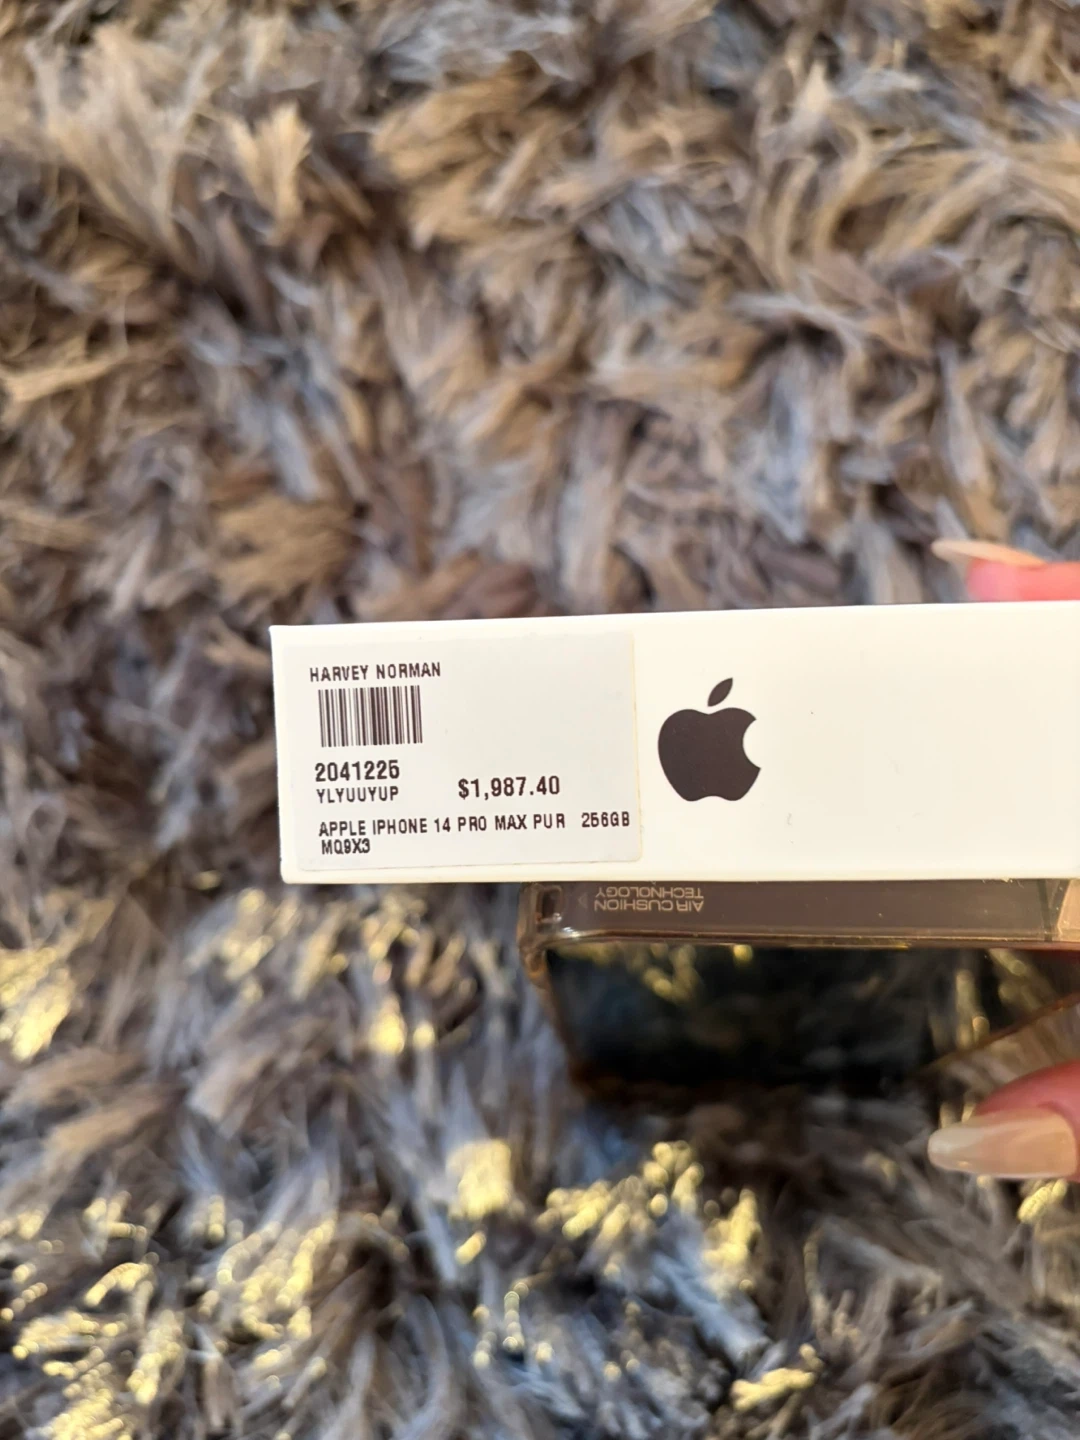 HARVEY NORMAN
2041225
YLYUUYUP
$1,987.40
APPLE IPHONE 14 PRO MAX PUR 256GB
MQ9X3
AIR CUSHION
TECHNOLOGY